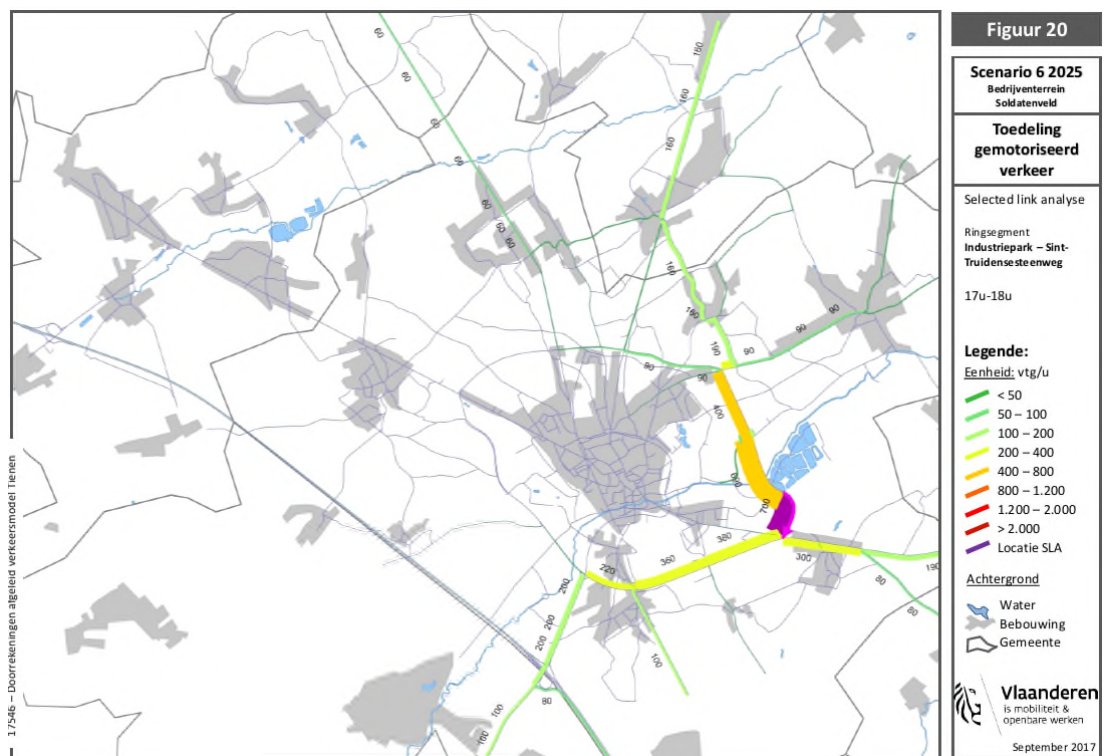 Figuur 20
Scenario 6 2025
Bedrijventerrein
Soldatenveld
Toedeling
gemotoriseerd
verkeer
Selected link analyse
Ringsegment
Industriepark – Sint-
Truidensesteenweg
17u-18u
Legende:
Eenheid: vtg/u
< 50
50 – 100
100 – 200
200 – 400
400 – 800
800 – 1.200
1.200 – 2.000
> 2.000
Locatie SLA
Achtergrond
Water
Bebouwing
Gemeente
Vlaanderen
is mobiliteit &
openbare werken
September 2017
17546 – Doorrekeningen afgeleid verkeersmodel Tienen
60
60
60
60
60
60
60
160
160
160
160
190
90
90
90
90
90
400
700
380
360
220
300
190
80
80
200
200
200
100
80
100